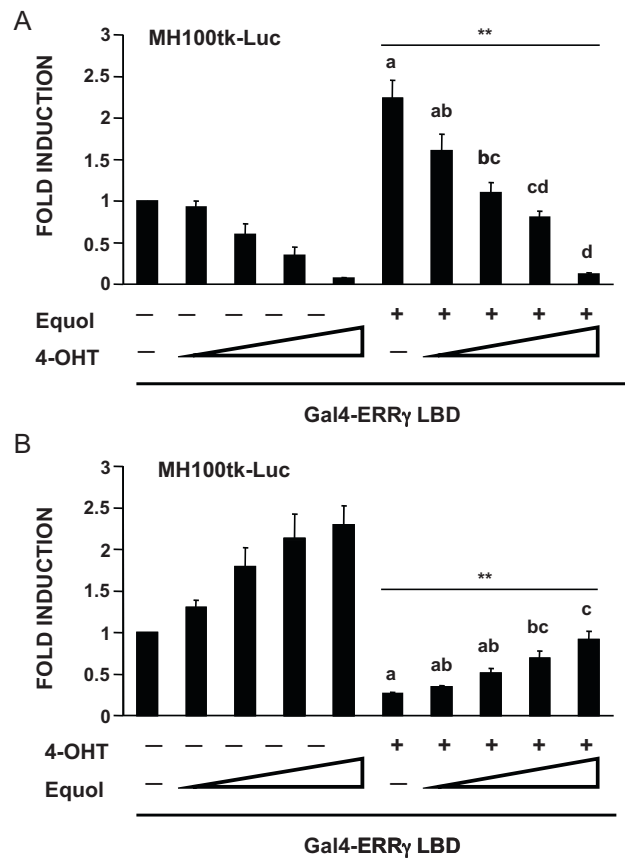 A
MH100tk-Luc
FOLD INDUCTION
3
2.5
2
1.5
1
0.5
0
**
a
ab
bc
cd
d
Equol — — — — — + + + + +
4-OHT — —
Gal4-ERRγ LBD
B
MH100tk-Luc
FOLD INDUCTION
3
2.5
2
1.5
1
0.5
0
**
a
ab
ab
bc
c
4-OHT — — — — — + + + + +
Equol — —
Gal4-ERRγ LBD